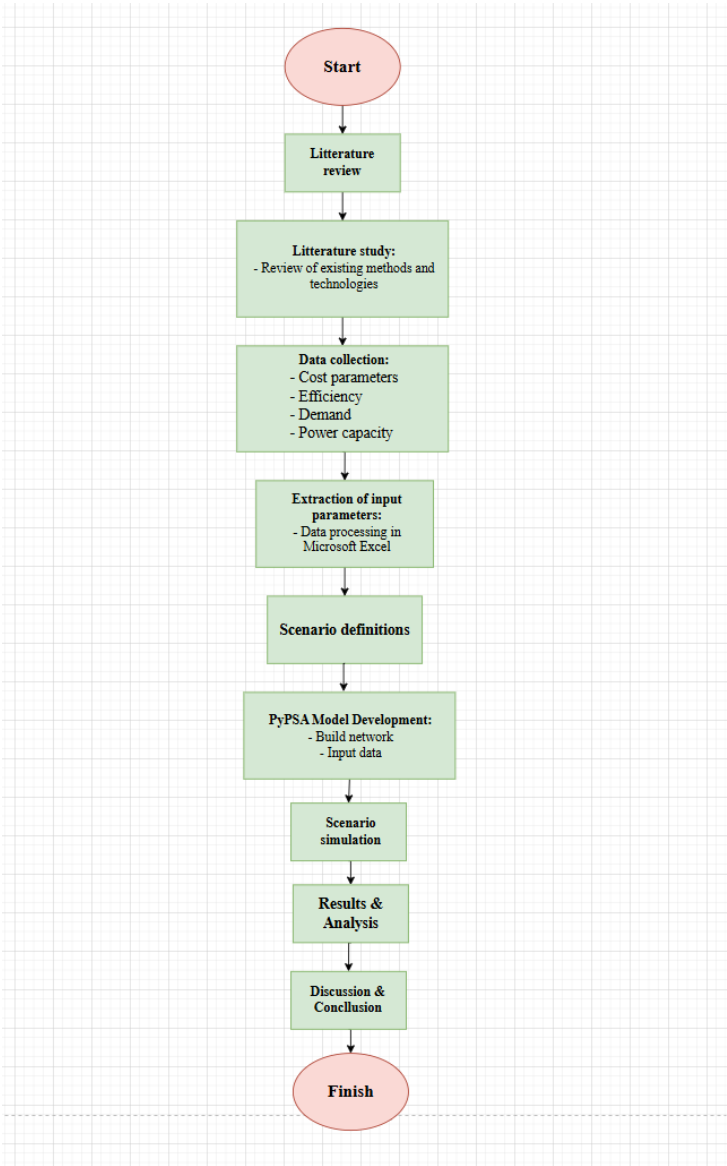 Start
Litterature
review
Litterature study:
- Review of existing methods and
technologies
Data collection:
- Cost parameters
- Efficiency
- Demand
- Power capacity
Extraction of input
parameters:
- Data processing in
Microsoft Excel
Scenario definitions
PyPSA Model Development:
- Build network
- Input data
Scenario
simulation
Results &
Analysis
Discussion &
Concllusion
Finish